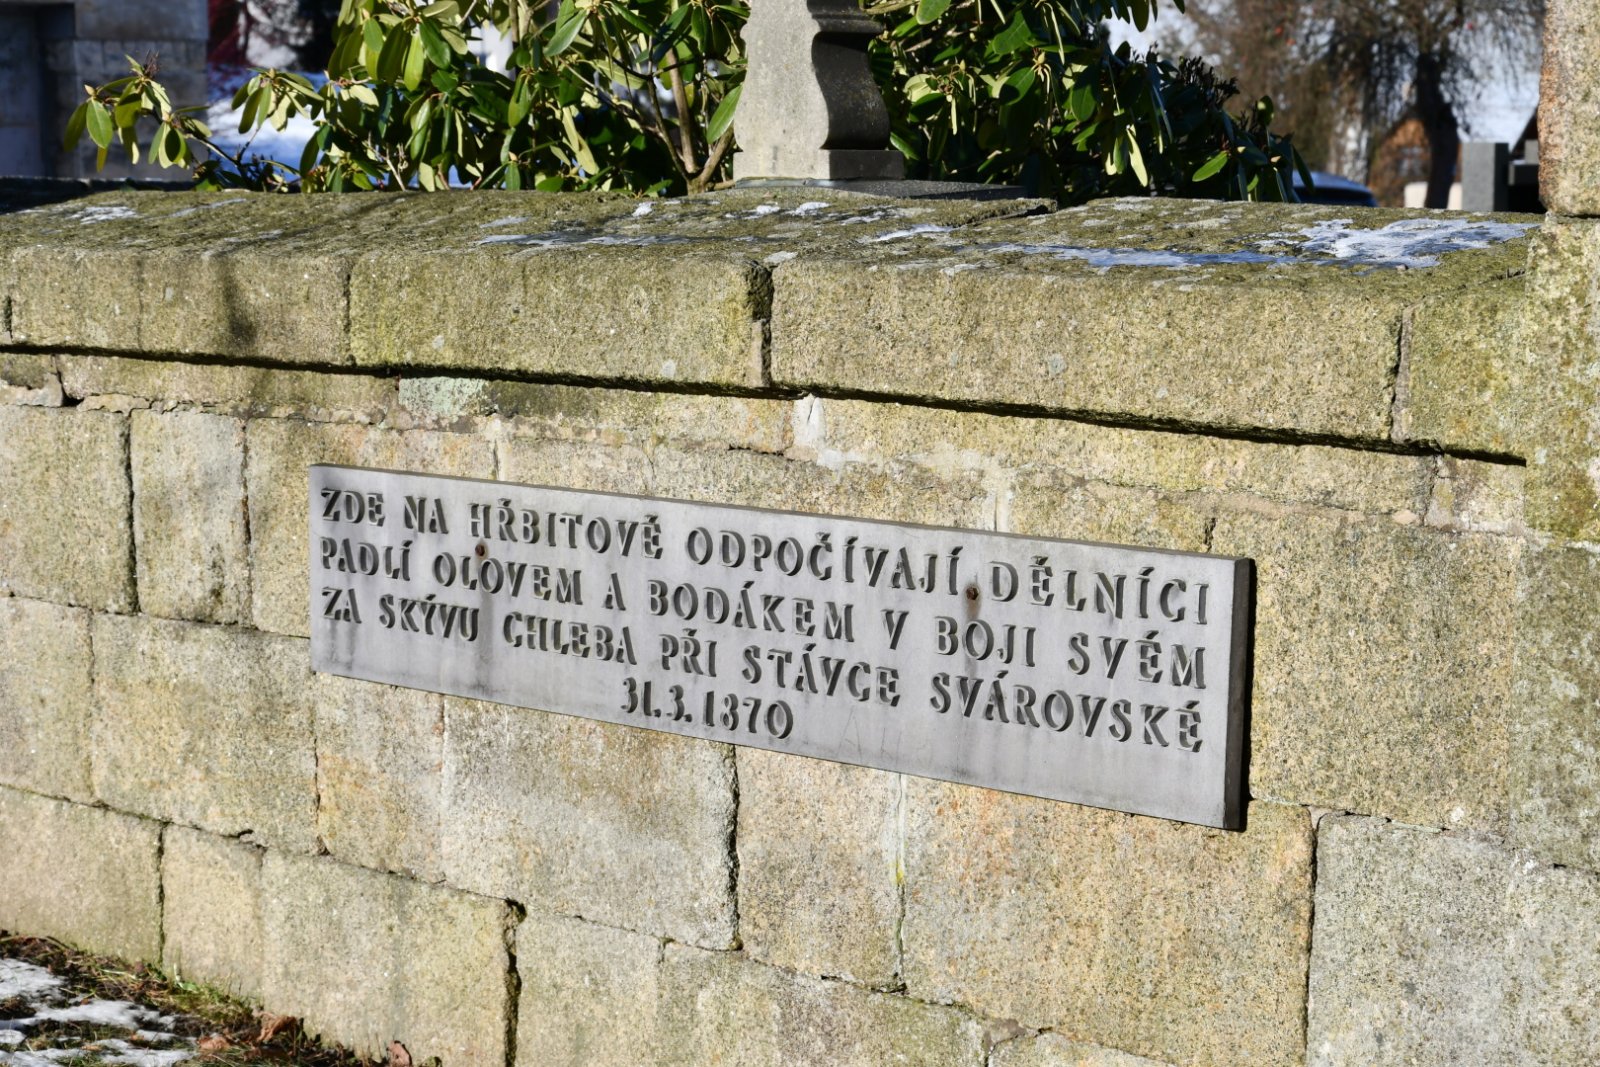 ZDE NA HŘBITOVĚ ODPOČÍVAJÍ DĚLNÍCI
PADLÍ OLOVEM A BODÁKEM V BOJI SVÉM
ZA SKÝVU CHLEBA PŘI STÁVCE SVÁROVSKÉ
31.3.1870